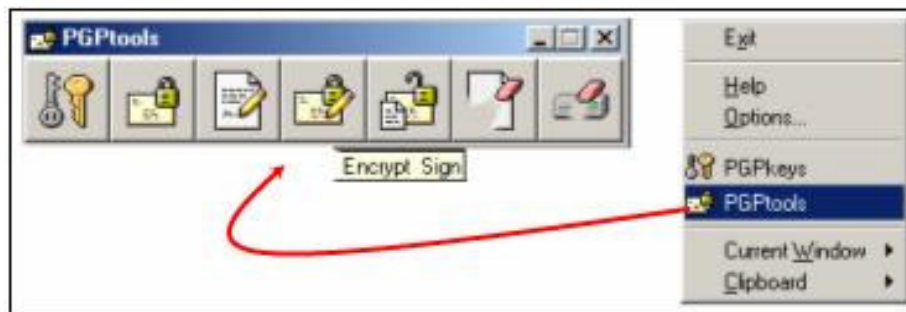 PGPtools
Encrypt Sign
Exit
Help
Options...
PGPkeys
PGPtools
Current Window
Clipboard